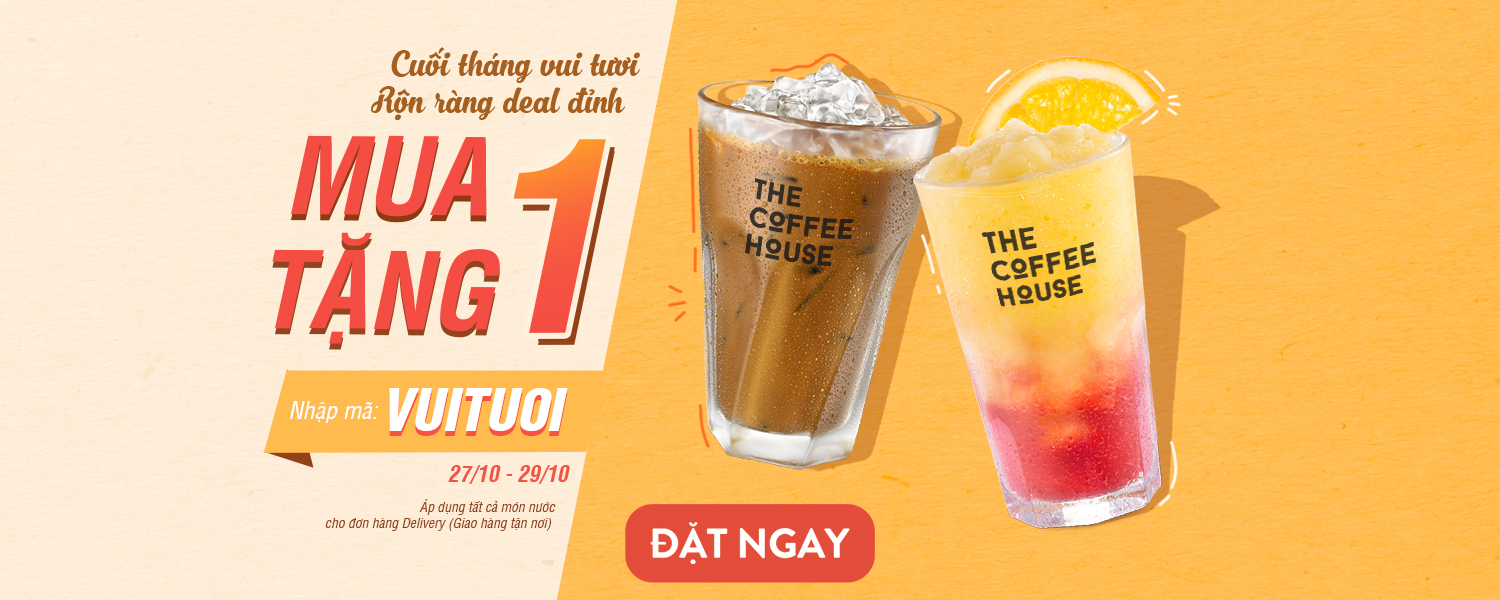 Cuối tháng vui tươi
Rộn ràng deal đỉnh
MUA
TẶNG
1
Nhập mã: VUITUOI
27/10 - 29/10
Áp dụng tất cả món nước
cho đơn hàng Delivery (Giao hàng tận nơi)
THE
COFFEE
HOUSE
THE
COFFEE
HOUSE
ĐẶT NGAY